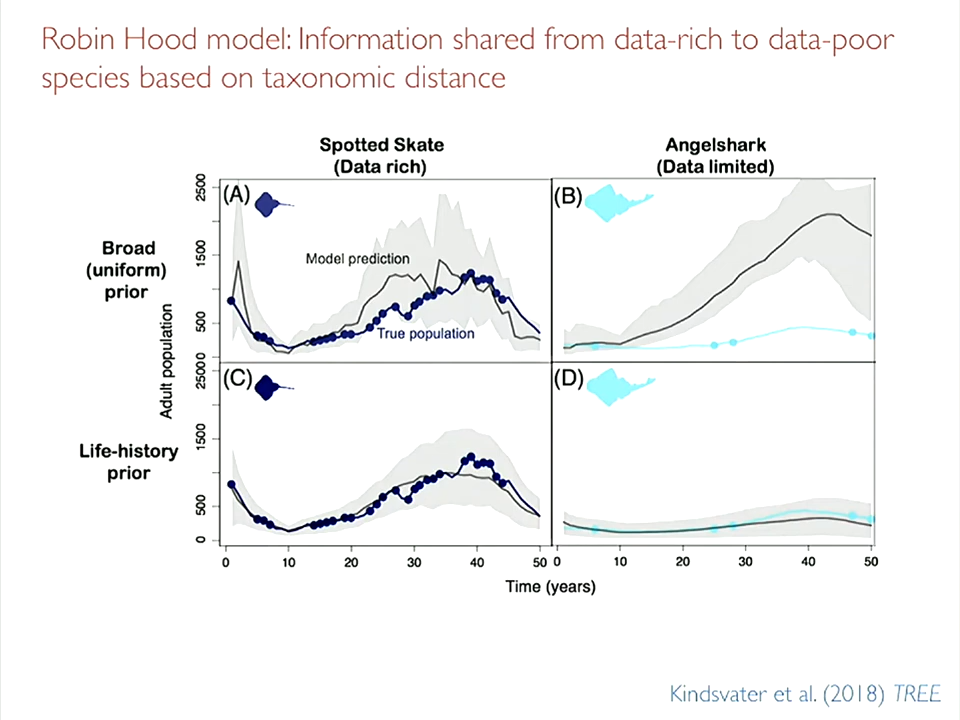 Robin Hood model: Information shared from data-rich to data-poor
species based on taxonomic distance
Spotted Skate
(Data rich)
Angelshark
(Data limited)
Broad
(uniform)
prior
Life-history
prior
Adult population
2500
1500
500
0
2500
1500
500
0
(A)
Model prediction
True population
(B)
(C)
(D)
0 10 20 30 40 50
0 10 20 30 40 50
Time (years)
Kindsvater et al. (2018) TREE